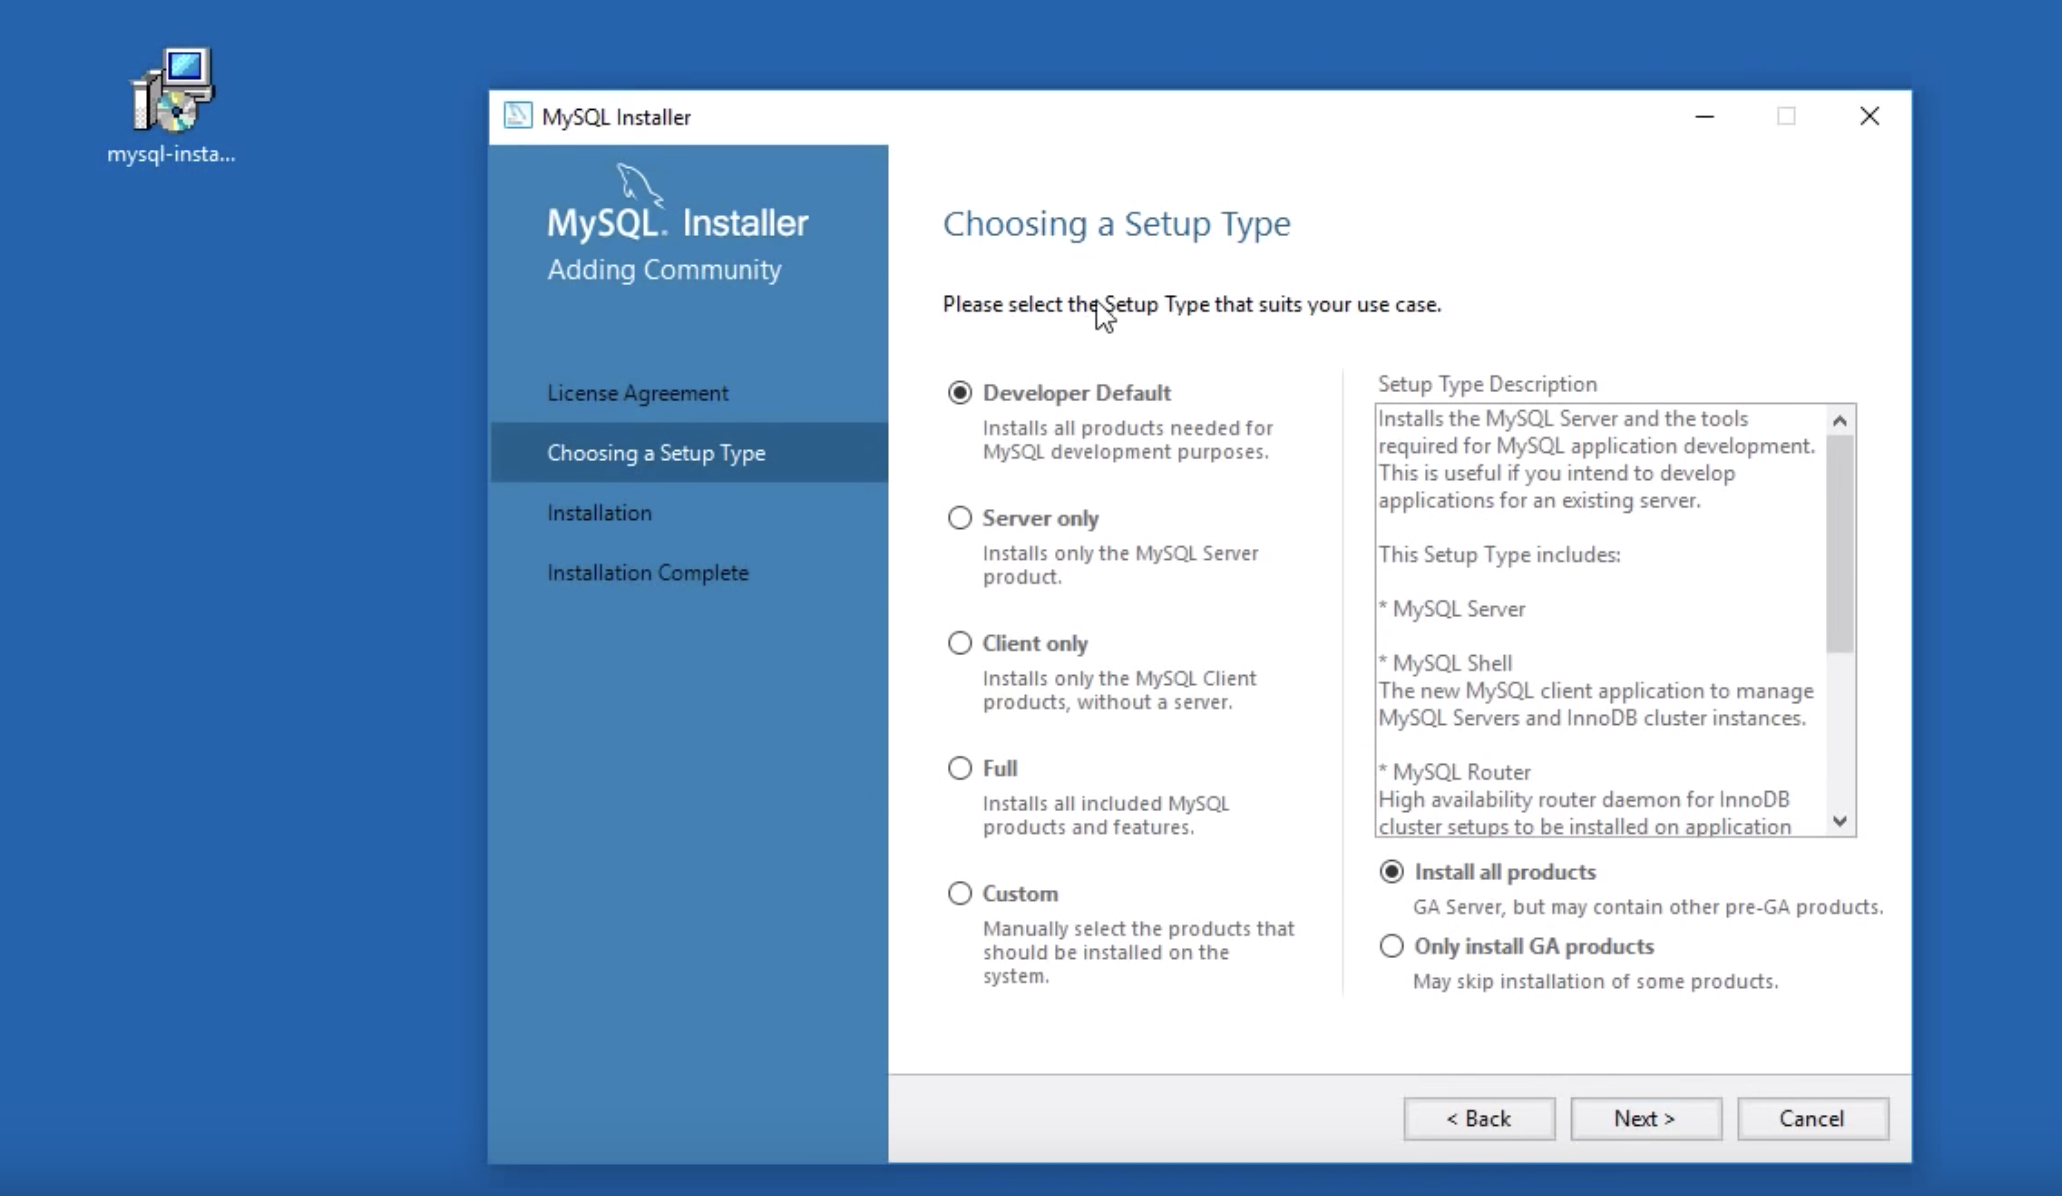 mysql-insta...
MySQL Installer
MySQL. Installer
Adding Community
License Agreement
Choosing a Setup Type
Installation
Installation Complete
Choosing a Setup Type
Please select the Setup Type that suits your use case.
Developer Default
Installs all products needed for
MySQL development purposes.
Server only
Installs only the MySQL Server
product.
Client only
Installs only the MySQL Client
products, without a server.
Full
Installs all included MySQL
products and features.
Custom
Manually select the products that
should be installed on the
system.
Setup Type Description
Installs the MySQL Server and the tools
required for MySQL application development.
This is useful if you intend to develop
applications for an existing server.
This Setup Type includes:
* MySQL Server
* MySQL Shell
The new MySQL client application to manage
MySQL Servers and InnoDB cluster instances.
* MySQL Router
High availability router daemon for InnoDB
cluster setups to be installed on application
Install all products
GA Server, but may contain other pre-GA products.
Only install GA products
May skip installation of some products.
< Back
Next >
Cancel